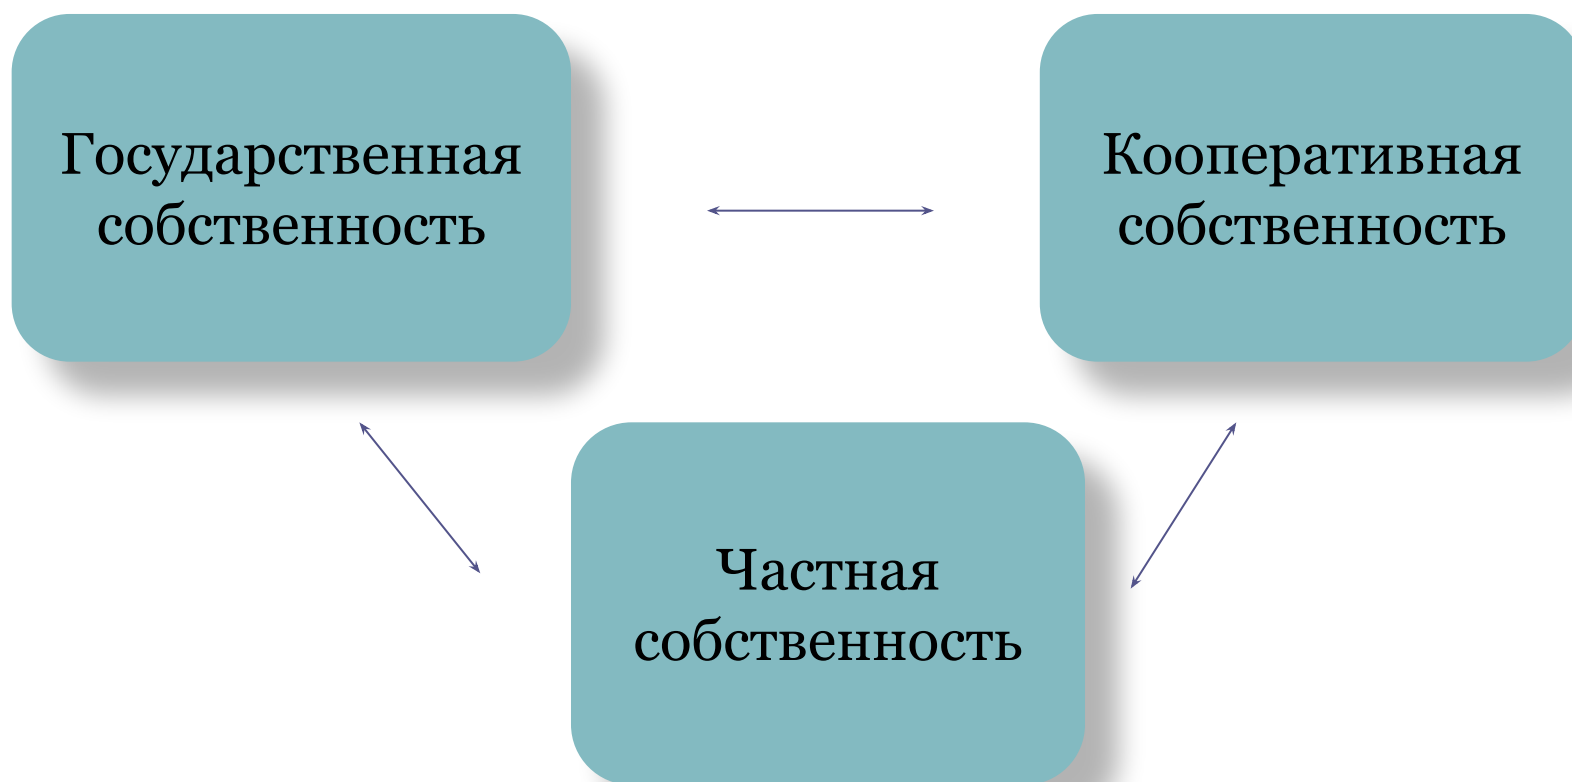 Государственная
собственность
Кооперативная
собственность
Частная
собственность